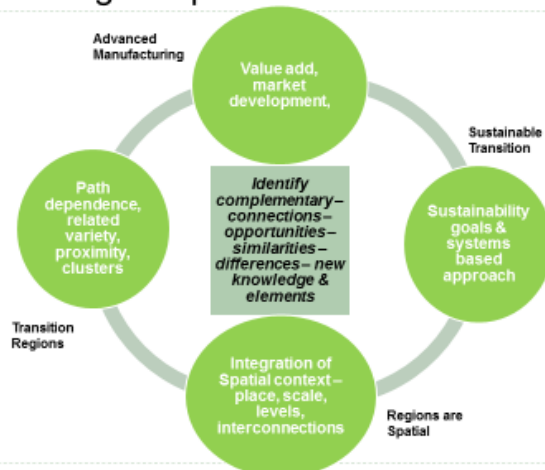 Advanced
Manufacturing
Value add,
market
development,
Sustainable
Transition
Path
dependence,
related
variety,
proximity,
clusters
Identify
complementary–
connections–
opportunities–
similarities–
differences– new
knowledge &
elements
Sustainability
goals &
systems
based
approach
Transition
Regions
Integration of
Spatial context–
place, scale,
levels,
interconnections
Regions are
Spatial